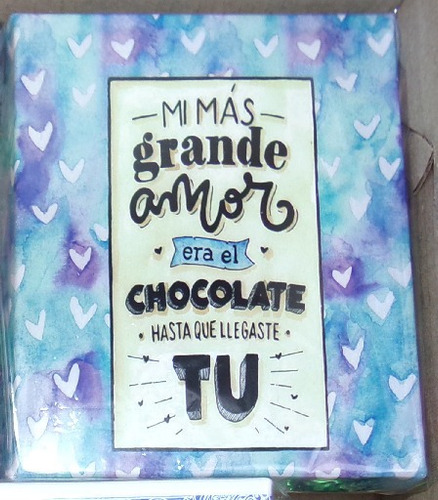 MI MÁS
grande
amor
era el
CHOCOLATE
HASTA QUE LLEGASTE
TU